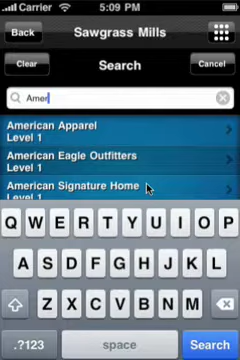 Carrier 5:09 PM
Back Sawgrass Mills
Clear Search Cancel
Amer
American Apparel
Level 1
American Eagle Outfitters
Level 1
American Signature Home
Level 1
Q W E R T Y U I O P
A S D F G H J K L
Z X C V B N M
.?123 space Search